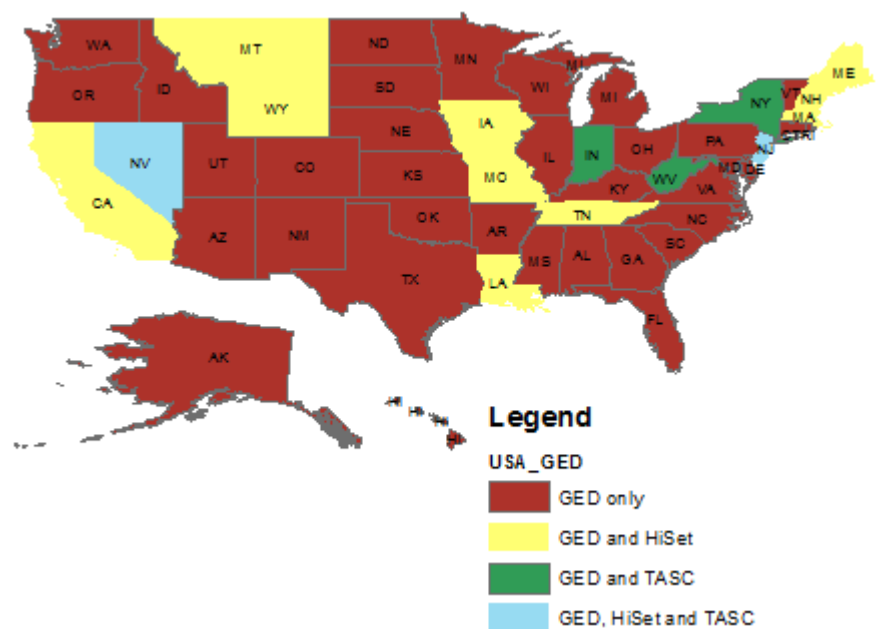 WA
MT
ND
MN
MI
ME
OR
ID
SD
WI
MI
NY
VT
NH
WY
MA
IA
NE
CT RI
NV
UT
CO
IL
IN
OH
PA
NJ
CA
KS
MO
WV
MD
DE
KY
VA
AZ
NM
OK
AR
TN
NC
SC
TX
LA
MS
AL
GA
FL
AK
HI
HI
HI
HI
Legend
USA_GED
GED only
GED and HiSet
GED and TASC
GED, HiSet and TASC